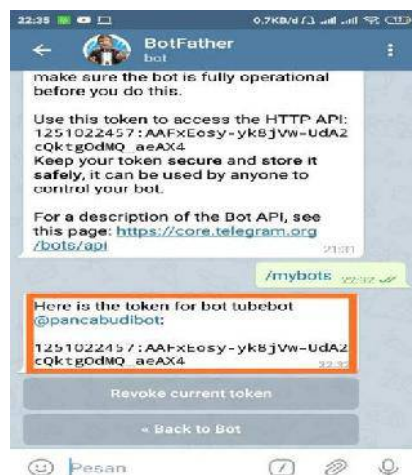 22:35 0,7KB/d
BotFather
bot
make sure the bot is fully operational
before you do this.
Use this token to access the HTTP API:
1251022457:AAFxEosy-yk8jVw-UdA2
cQktgOdMQ_aeAX4
Keep your token secure and store it
safely, it can be used by anyone to
control your bot.
For a description of the Bot API, see
this page: https://core.telegram.org
/bots/api
/mybots 22:32
Here is the token for bot tubebot
@pancabudibot:
1251022457:AAFxEosy-yk8jVw-UdA2
cQktgOdMQ_aeAX4
22:32
Revoke current token
« Back to Bot
Pesan